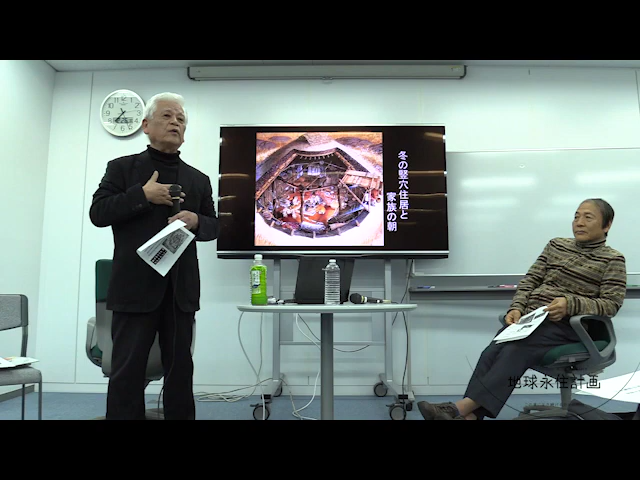 冬の竪穴住居と
家族の朝
地球永住計画